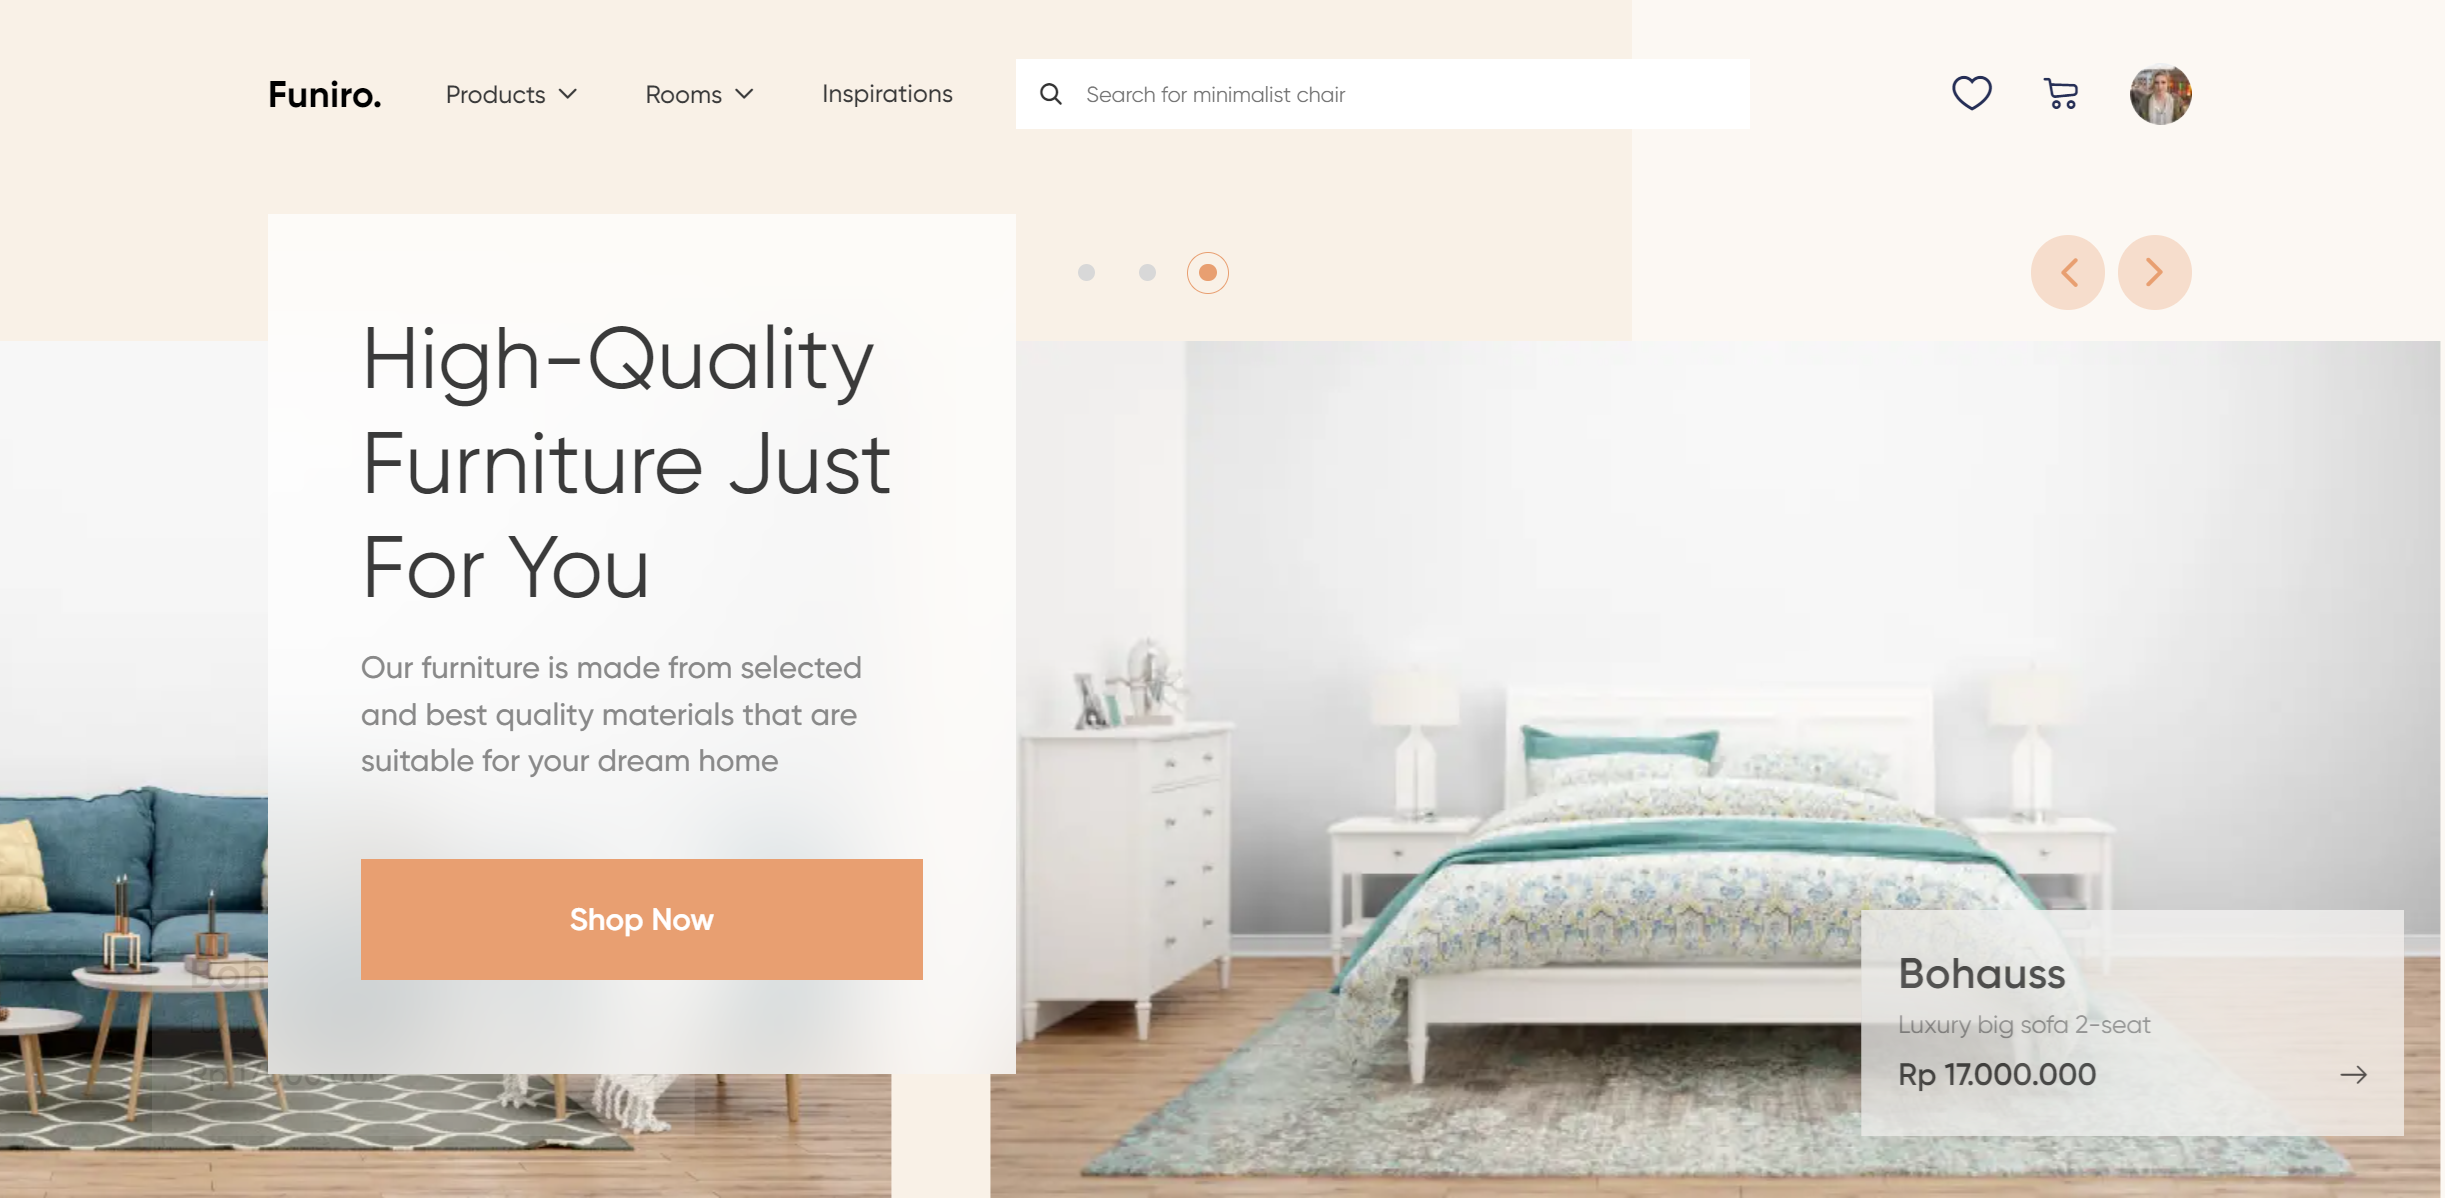 Funiro.
Products
Rooms
Inspirations
Search for minimalist chair
High-Quality
Furniture Just
For You
Our furniture is made from selected
and best quality materials that are
suitable for your dream home
Shop Now
Boh
Bohauss
Luxury big sofa 2-seat
Rp 17.000.000